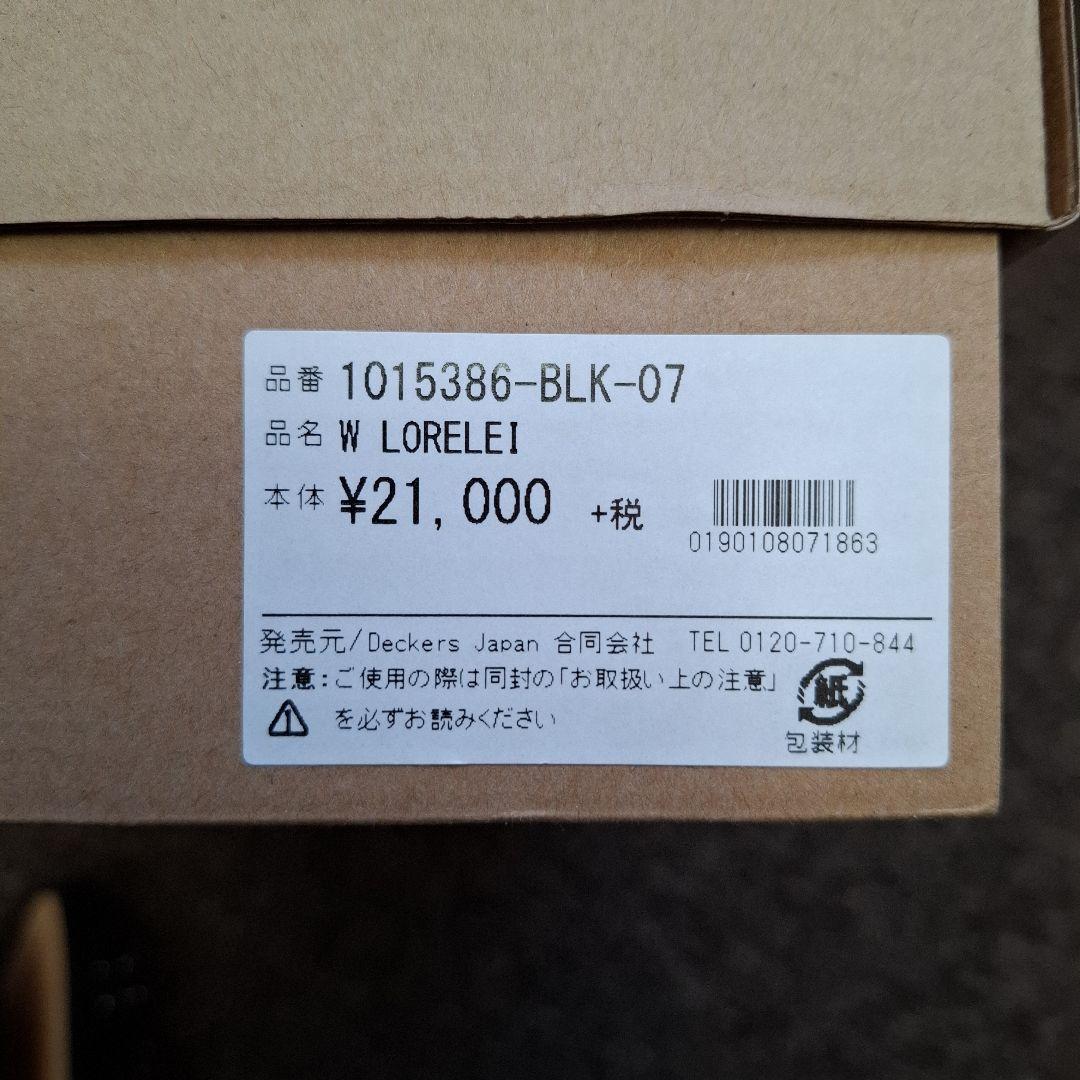 品番 1015386-BLK-07
品名 W LORELEI
本体 ¥21,000 +税
0190108071863
発売元/Deckers Japan 合同会社 TEL 0120-710-844
注意:ご使用の際は同封の「お取扱い上の注意」
を必ずお読みください
紙
包装材